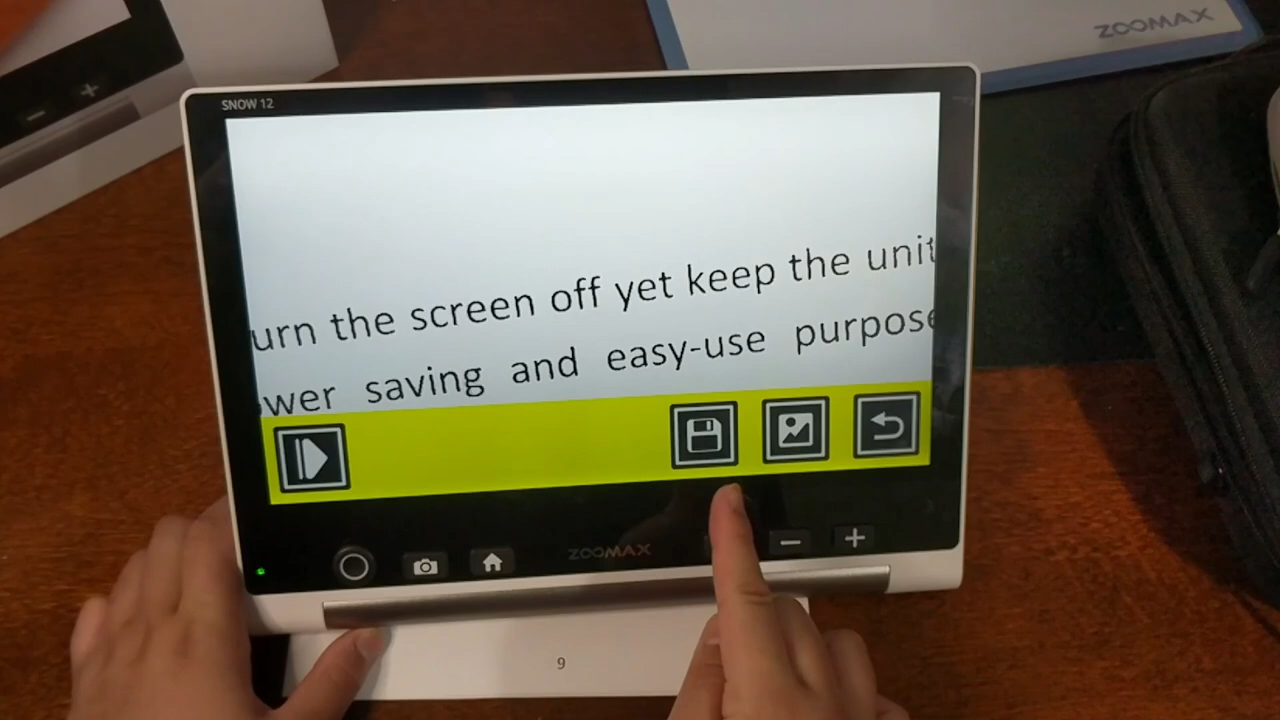 ZOOMAX
SNOW 12
urn the screen off yet keep the unit
wer saving and easy-use purpose
ZOOMAX
9